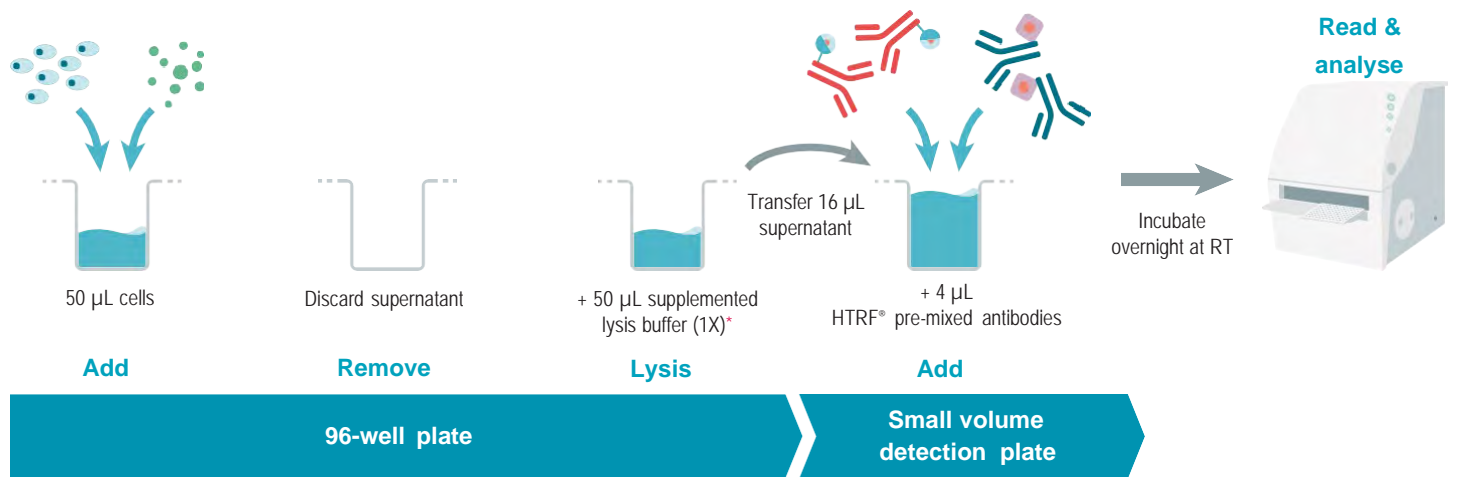 Read &
analyse
Transfer 16 µL
supernatant
Incubate
overnight at RT
50 µL cells
Discard supernatant
+ 50 µL supplemented
lysis buffer (1X)*
+ 4 µL
HTRF® pre-mixed antibodies
Add
Remove
Lysis
Add
96-well plate
Small volume
detection plate